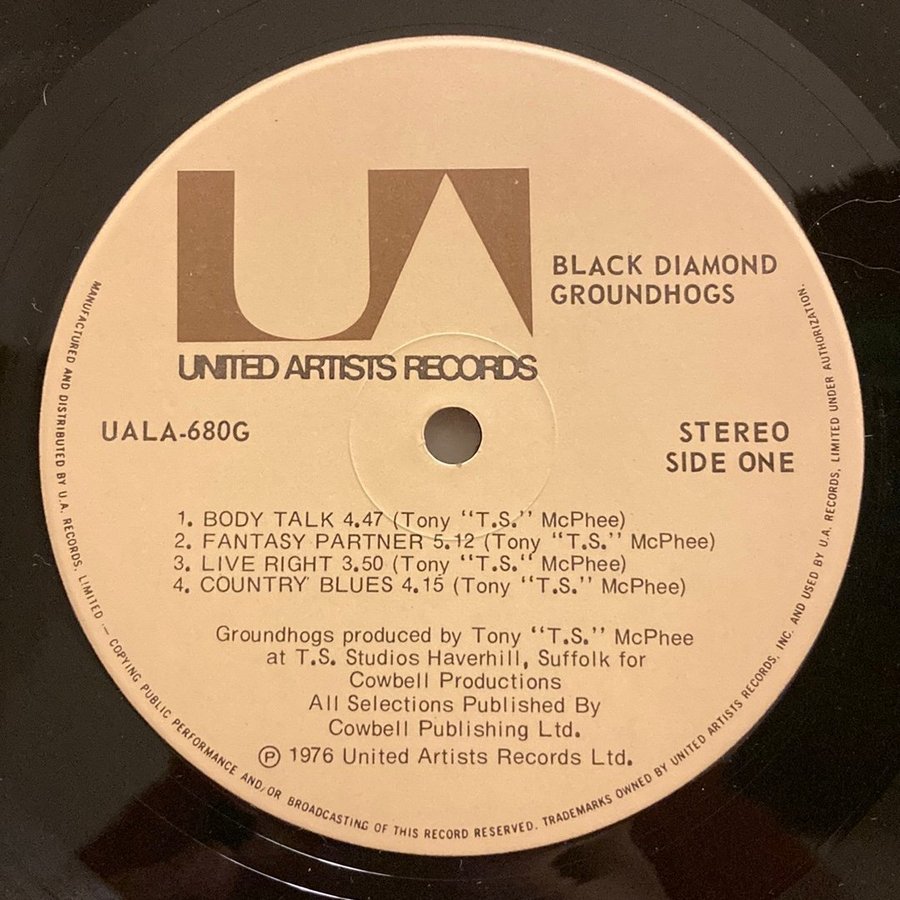 UA
UNITED ARTISTS RECORDS
BLACK DIAMOND
GROUNDHOGS
UALA-680G
STEREO
SIDE ONE
1. BODY TALK 4.47 (Tony "T.S." McPhee)
2. FANTASY PARTNER 5.12 (Tony "T.S." McPhee)
3. LIVE RIGHT 3.50 (Tony "T.S." McPhee)
4. COUNTRY BLUES 4.15 (Tony "T.S." McPhee)
Groundhogs produced by Tony "T.S." McPhee
at T.S. Studios Haverhill, Suffolk for
Cowbell Productions
All Selections Published By
Cowbell Publishing Ltd.
℗ 1976 United Artists Records Ltd.
MANUFACTURED AND DISTRIBUTED BY U.A. RECORDS, LIMITED — COPYING PUBLIC PERFORMANCE AND/OR BROADCASTING OF THIS RECORD RESERVED. TRADEMARKS OWNED BY UNITED ARTISTS RECORDS, INC. AND USED BY U.A. RECORDS, LIMITED UNDER AUTHORIZATION.